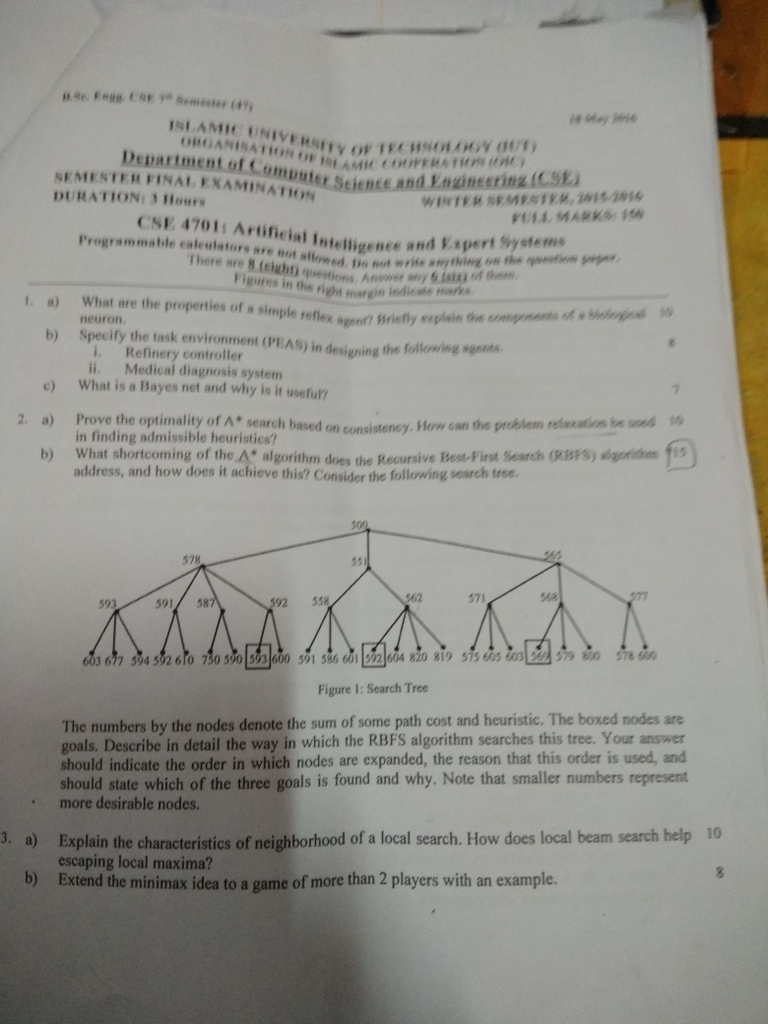 B.Sc. Engg. CSE 7th Semester (47)
18 May 2016
ISLAMIC UNIVERSITY OF TECHNOLOGY (IUT)
ORGANISATION OF ISLAMIC COOPERATION (OIC)
Department of Computer Science and Engineering (CSE)
SEMESTER FINAL EXAMINATION
WINTER SEMESTER, 2015-2016
DURATION: 3 Hours
FULL MARKS: 150
CSE 4701: Artificial Intelligence and Expert Systems
Programmable calculators are not allowed. Do not write anything on the question paper.
There are 8 (eight) questions. Answer any 6 (six) of them.
Figures in the right margin indicate marks.
1. a) What are the properties of a simple reflex agent? Briefly explain the components of a biological 10
neuron.
b) Specify the task environment (PEAS) in designing the following agents. 8
i. Refinery controller
ii. Medical diagnosis system
c) What is a Bayes net and why is it useful? 7
2. a) Prove the optimality of A* search based on consistency. How can the problem relaxation be used 10
in finding admissible heuristics?
b) What shortcoming of the A* algorithm does the Recursive Best-First Search (RBFS) algorithm 15
address, and how does it achieve this? Consider the following search tree.
500
578 551 565
593 591 587 592 558 562 571 568 577
603 677 594 592 610 750 590 593 600 591 586 601 592 604 820 819 575 605 603 569 579 800 578 600
Figure 1: Search Tree
The numbers by the nodes denote the sum of some path cost and heuristic. The boxed nodes are
goals. Describe in detail the way in which the RBFS algorithm searches this tree. Your answer
should indicate the order in which nodes are expanded, the reason that this order is used, and
should state which of the three goals is found and why. Note that smaller numbers represent
more desirable nodes.
3. a) Explain the characteristics of neighborhood of a local search. How does local beam search help 10
escaping local maxima?
b) Extend the minimax idea to a game of more than 2 players with an example. 8